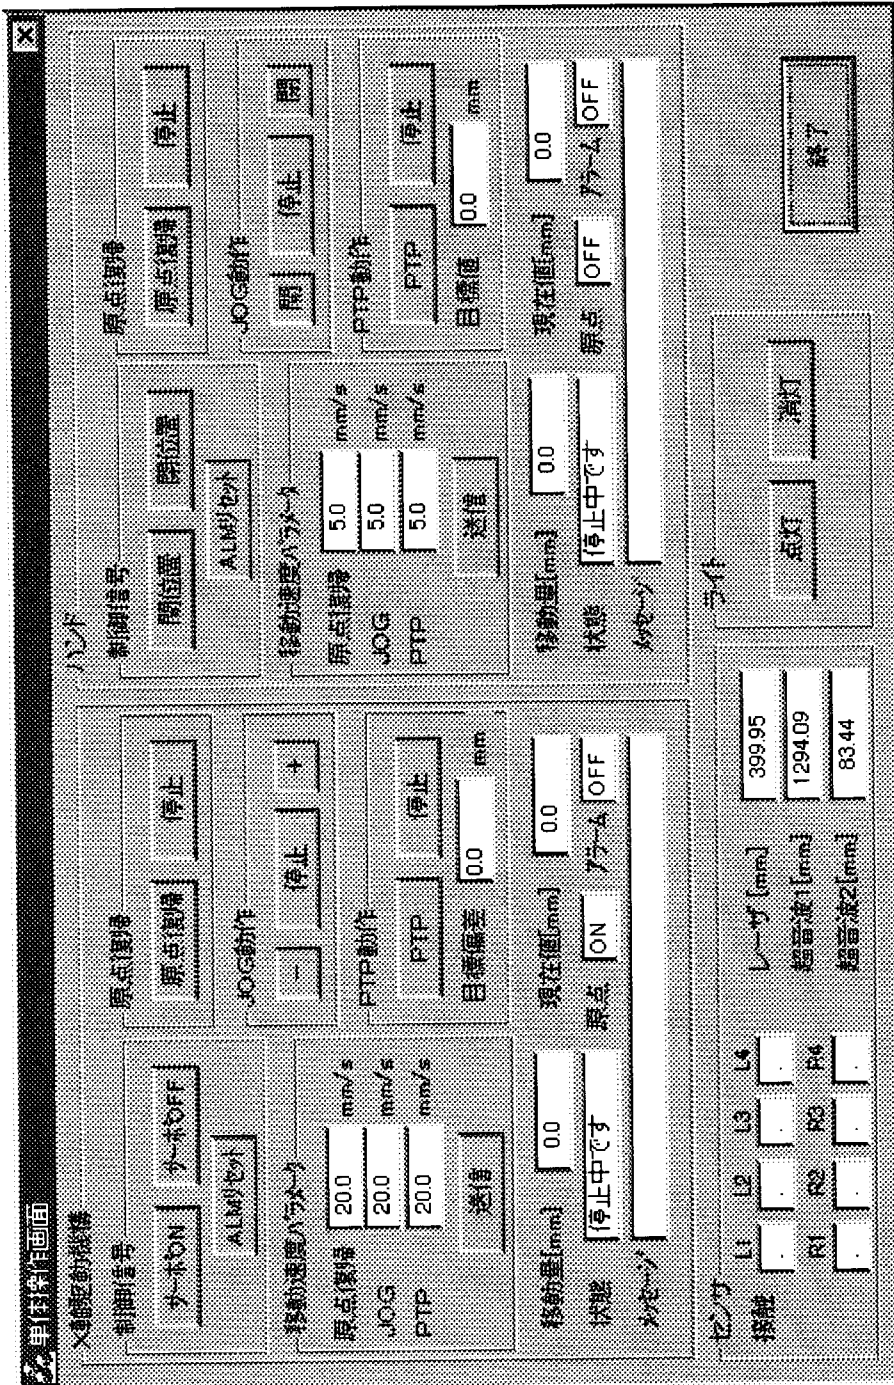 単体操作画面
X軸駆動機構
制御信号
サーボON サーボOFF
ALMリセット
原点復帰
原点復帰 停止
移動速度パラメータ
原点復帰 20.0 mm/s
JOG 20.0 mm/s
PTP 20.0 mm/s
送信
JOG動作
− 停止 +
PTP動作
PTP 停止
目標偏差 0.0 mm
移動量[mm] 0.0 現在値[mm] 0.0
状態 停止中です 原点 ON アラーム OFF
メッセージ
ハンド
制御信号
ALMリセット
原点復帰
原点復帰 停止
移動速度パラメータ
原点復帰 5.0 mm/s
JOG 5.0 mm/s
PTP 5.0 mm/s
送信
JOG動作
停止
PTP動作
PTP 停止
目標値 0.0 mm
移動量[mm] 0.0 現在値[mm] 0.0
状態 停止中です 原点 OFF アラーム OFF
メッセージ
センサ
接触 L1 L2 L3 L4
R1 R2 R3 R4
レーザ [mm] 399.95
超音波1[mm] 1294.09
超音波2[mm] 83.44
ライト
点灯 消灯
終了